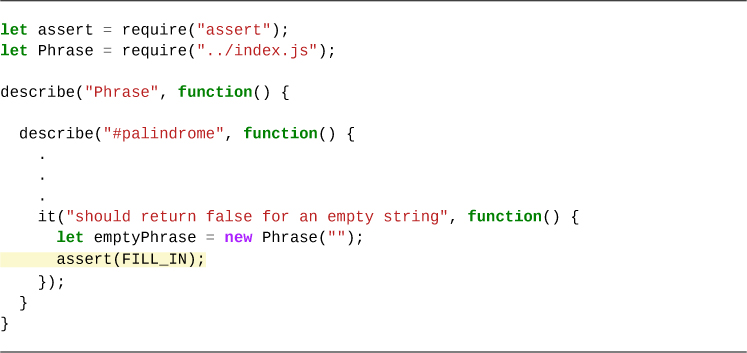 let assert = require("assert");
let Phrase = require("../index.js");
describe("Phrase", function() {
describe("#palindrome", function() {
.
.
.
it("should return false for an empty string", function() {
let emptyPhrase = new Phrase("");
assert(FILL_IN);
});
}
}